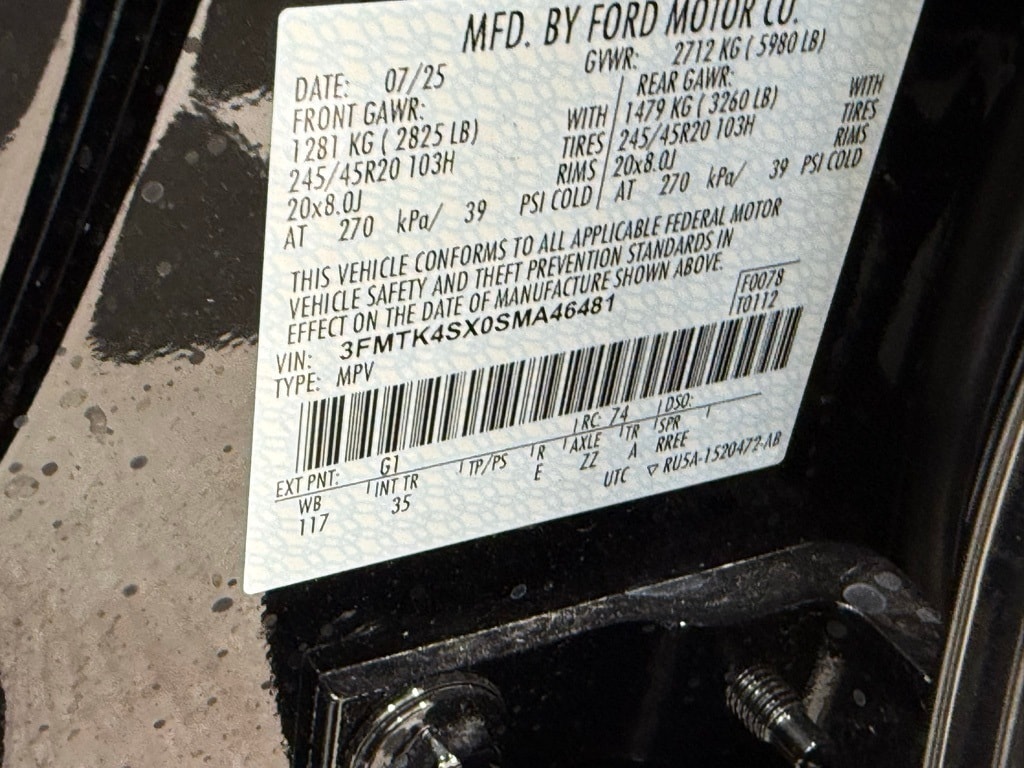 MFD. BY FORD MOTOR CO.
DATE: 07/25 GVWR: 2712 KG ( 5980 LB)
FRONT GAWR: REAR GAWR:
1281 KG ( 2825 LB) WITH 1479 KG ( 3260 LB) WITH
245/45R20 103H TIRES 245/45R20 103H TIRES
20x8.0J RIMS 20x8.0J RIMS
AT 270 kPa/ 39 PSI COLD AT 270 kPa/ 39 PSI COLD
THIS VEHICLE CONFORMS TO ALL APPLICABLE FEDERAL MOTOR
VEHICLE SAFETY AND THEFT PREVENTION STANDARDS IN
EFFECT ON THE DATE OF MANUFACTURE SHOWN ABOVE.
VIN: 3FMTK4SX0SMA46481 F0078
TYPE: MPV T0112
EXT PNT: G1 RC: 74 DSO:
WB INT TR TP/PS R AXLE TR SPR
117 35 E ZZ A RREE
UTC ▽ RU5A-1520472-AB